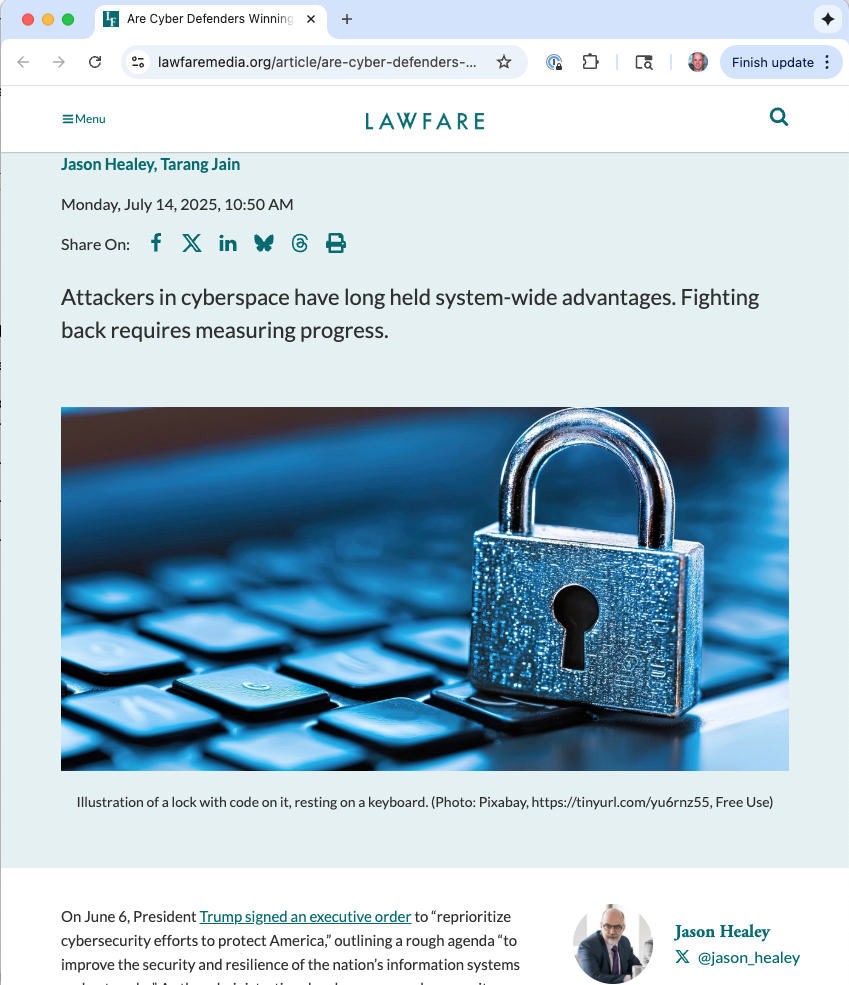 Are Cyber Defenders Winning
lawfaremedia.org/article/are-cyber-defenders-...
Finish update
Menu
LAWFARE
Jason Healey, Tarang Jain
Monday, July 14, 2025, 10:50 AM
Share On:
Attackers in cyberspace have long held system-wide advantages. Fighting
back requires measuring progress.
Illustration of a lock with code on it, resting on a keyboard. (Photo: Pixabay, https://tinyurl.com/yu6rnz55, Free Use)
On June 6, President Trump signed an executive order to “reprioritize
cybersecurity efforts to protect America,” outlining a rough agenda “to
improve the security and resilience of the nation’s information systems
Jason Healey
@jason_healey